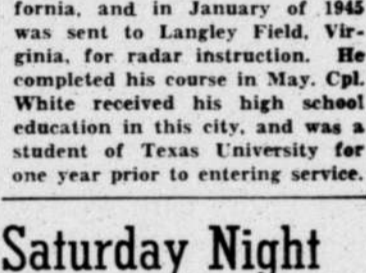 fornia, and in January of 1945
was sent to Langley Field, Vir-
ginia, for radar instruction. He
completed his course in May. Cpl.
White received his high school
education in this city, and was a
student of Texas University for
one year prior to entering service.
Saturday Night